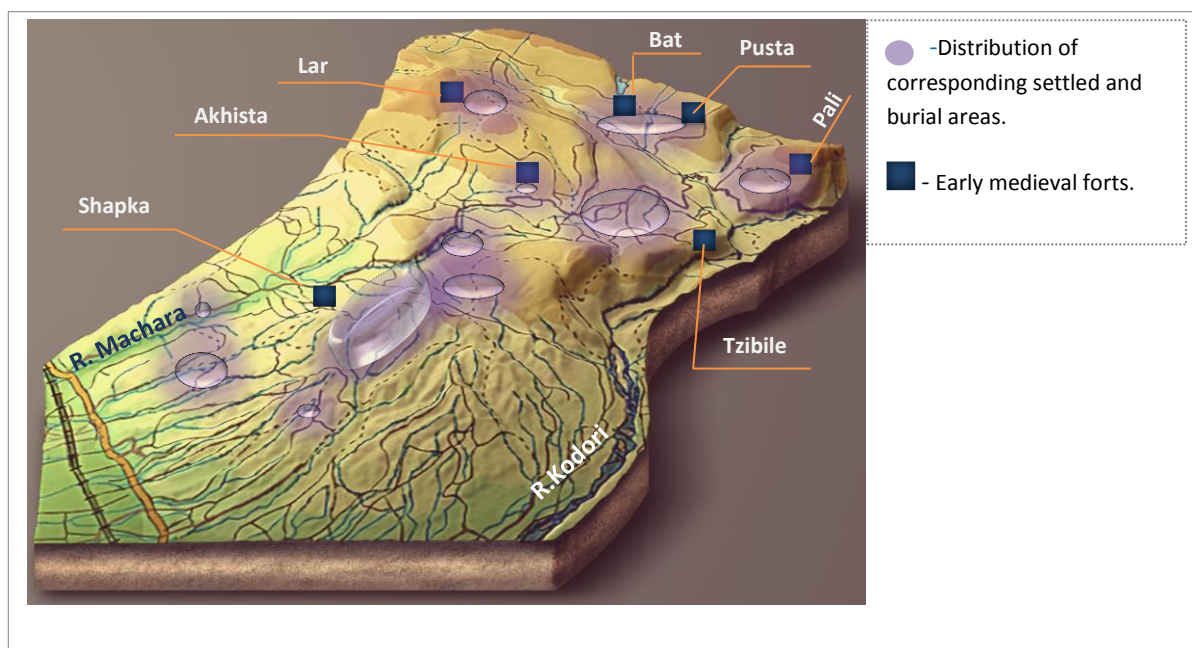 Bat
Pusta
Lar
Pali
Akhista
Shapka
R. Machara
Tzibile
R.Kodori
-Distribution of
corresponding settled and
burial areas.
- Early medieval forts.